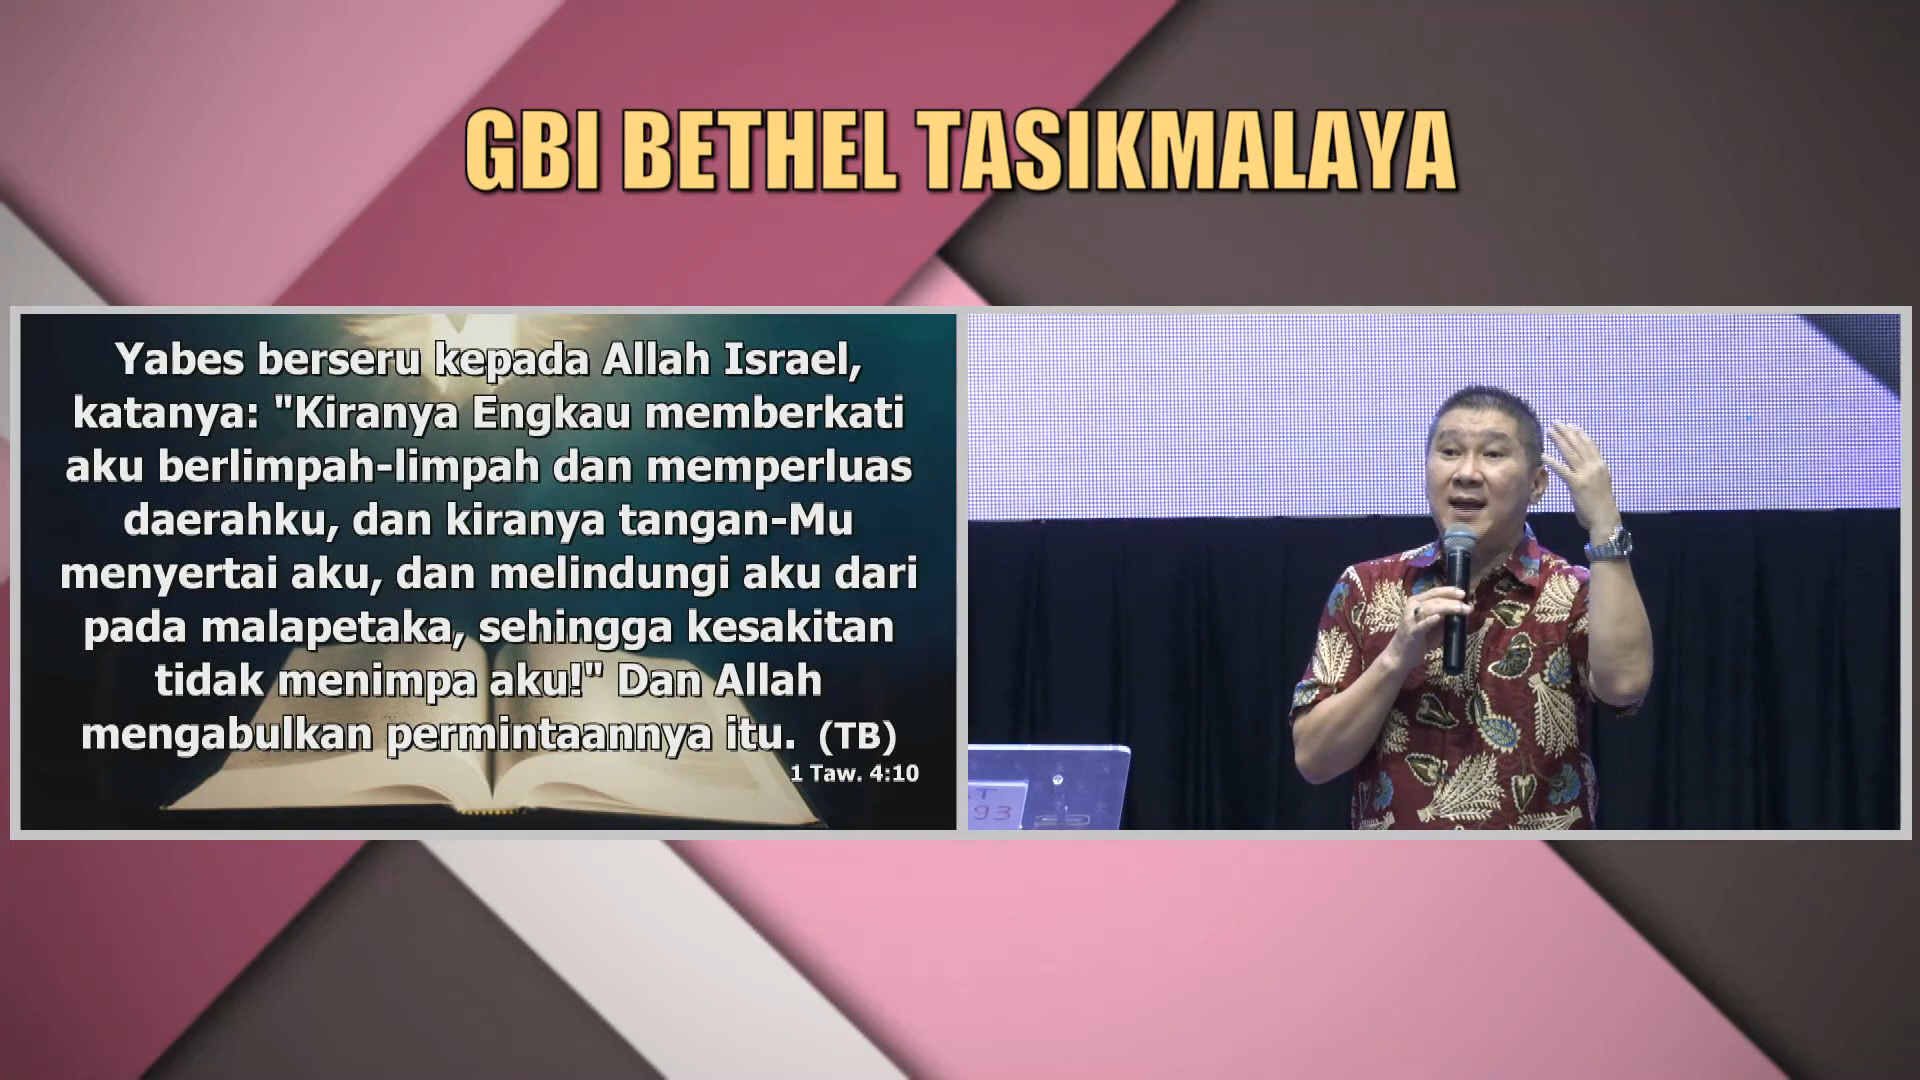 GBI BETHEL TASIKMALAYA
Yabes berseru kepada Allah Israel,
katanya: "Kiranya Engkau memberkati
aku berlimpah-limpah dan memperluas
daerahku, dan kiranya tangan-Mu
menyertai aku, dan melindungi aku dari
pada malapetaka, sehingga kesakitan
tidak menimpa aku!" Dan Allah
mengabulkan permintaannya itu. (TB)
1 Taw. 4:10
93